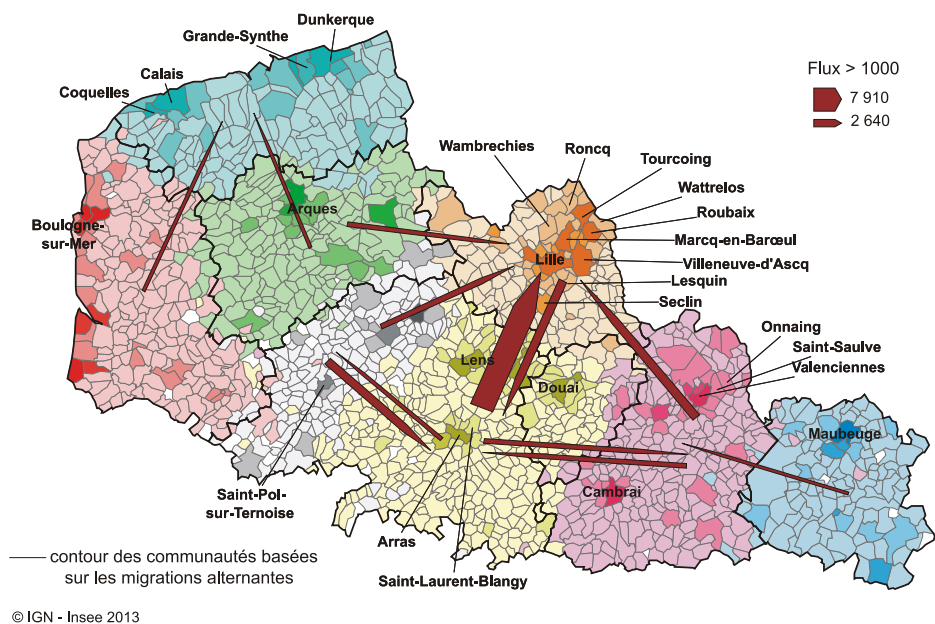 Dunkerque
Grande-Synthe
Calais
Coquelles
Flux > 1000
7 910
2 640
Wambrechies
Roncq
Tourcoing
Wattrelos
Roubaix
Arques
Boulogne-
sur-Mer
Marcq-en-Barœul
Lille
Villeneuve-d'Ascq
Lesquin
Seclin
Onnaing
Saint-Saulve
Valenciennes
Lens
Douai
Maubeuge
Cambrai
Saint-Pol-
sur-Ternoise
Arras
Saint-Laurent-Blangy
contour des communautés basées
sur les migrations alternantes
© IGN - Insee 2013